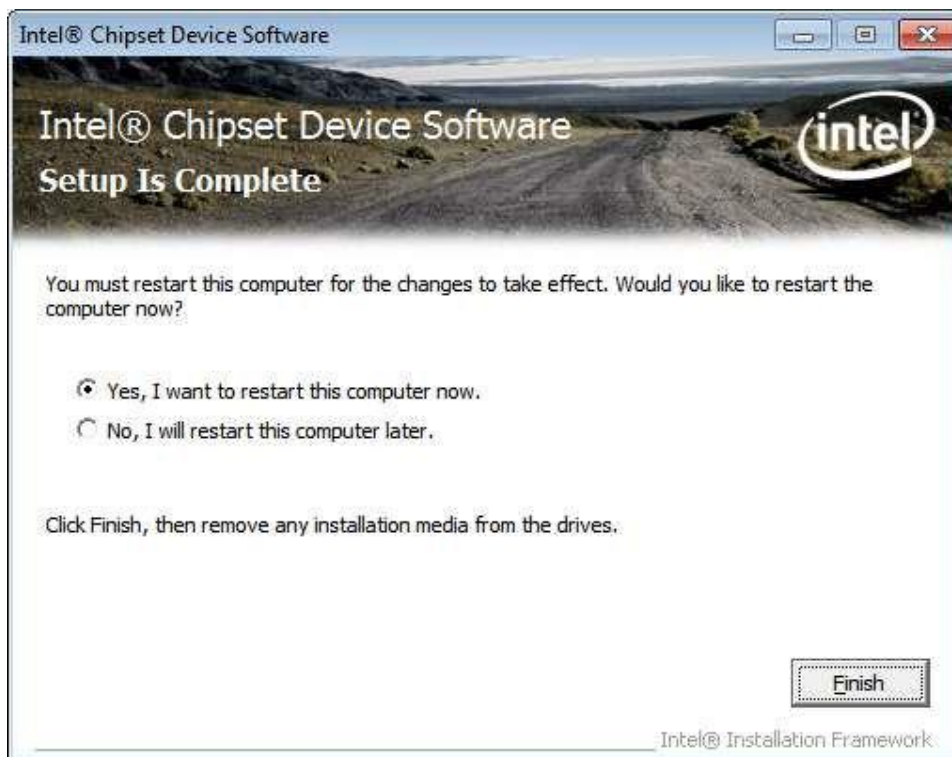 Intel® Chipset Device Software
Intel® Chipset Device Software
intel
Setup Is Complete
You must restart this computer for the changes to take effect. Would you like to restart the
computer now?
Yes, I want to restart this computer now.
No, I will restart this computer later.
Click Finish, then remove any installation media from the drives.
Finish
Intel® Installation Framework